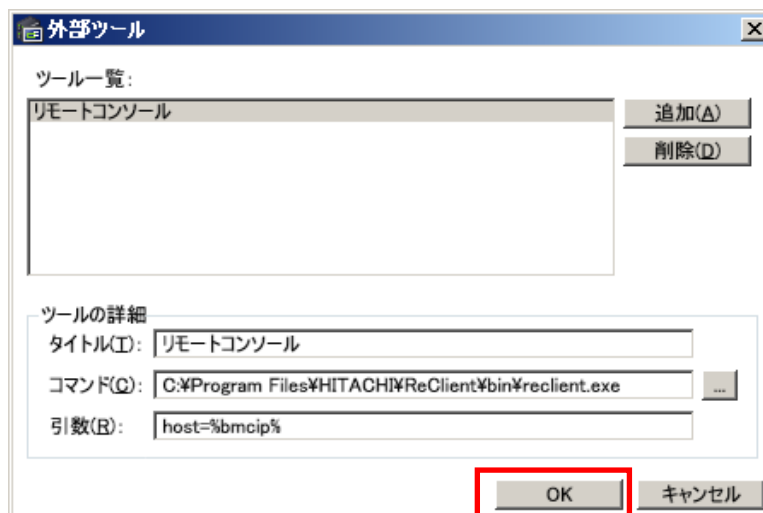 外部ツール
ツール一覧:
リモートコンソール
追加(A)
削除(D)
ツールの詳細
タイトル(T): リモートコンソール
コマンド(C): C:¥Program Files¥HITACHI¥ReClient¥bin¥reclient.exe ...
引数(R): host=%bmcip%
OK キャンセル